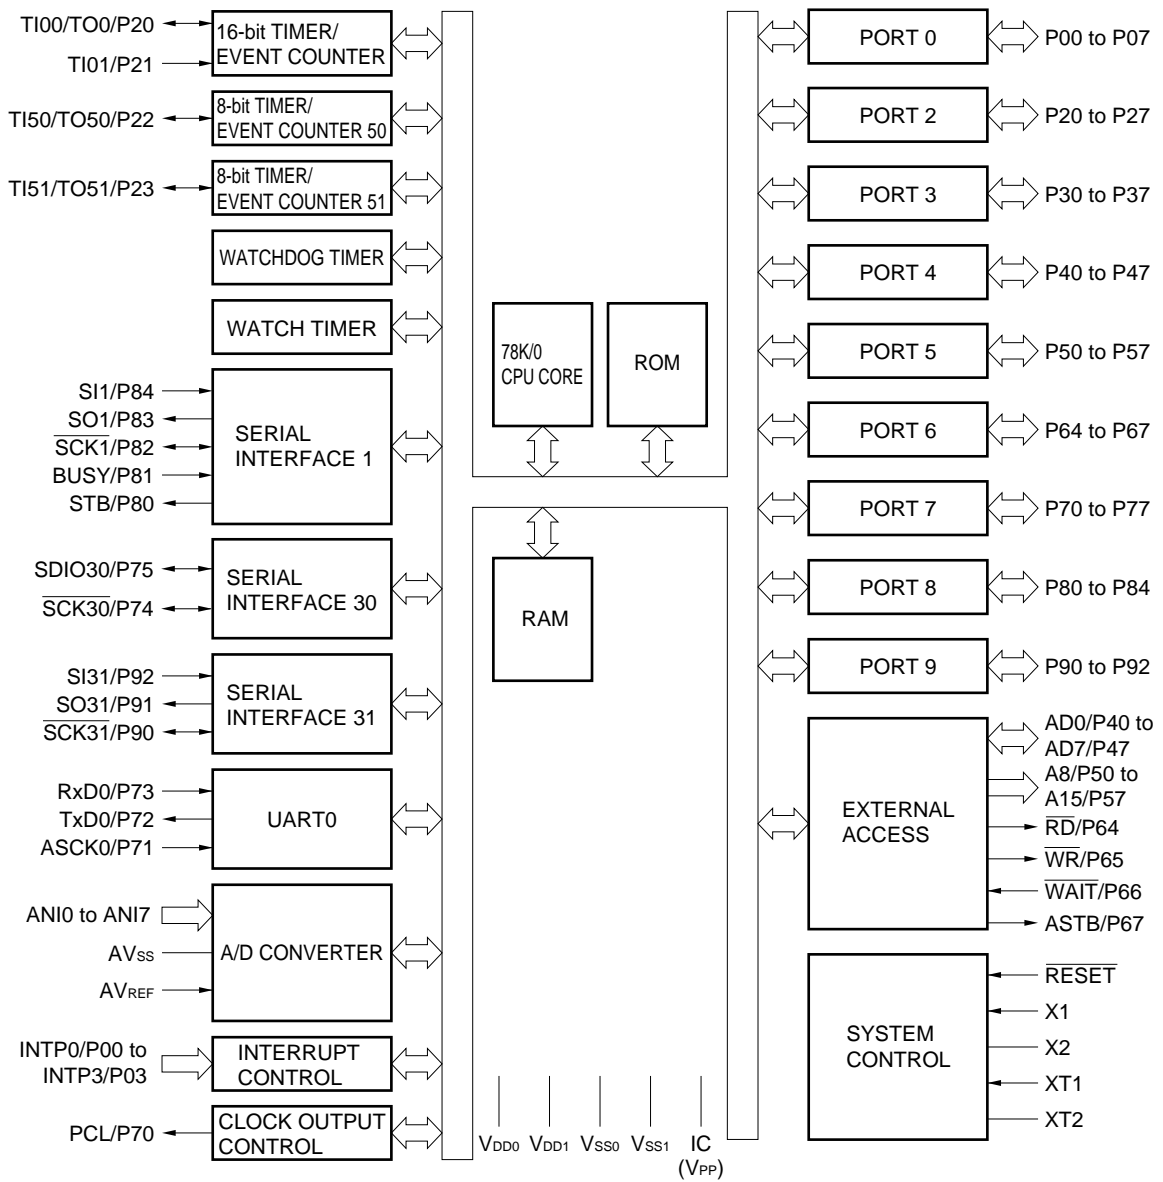 TI00/TO0/P20
TI01/P21
16-bit TIMER/
EVENT COUNTER
TI50/TO50/P22
8-bit TIMER/
EVENT COUNTER 50
TI51/TO51/P23
8-bit TIMER/
EVENT COUNTER 51
WATCHDOG TIMER
WATCH TIMER
SI1/P84
SO1/P83
SCK1/P82
BUSY/P81
STB/P80
SERIAL
INTERFACE 1
SDIO30/P75
SCK30/P74
SERIAL
INTERFACE 30
SI31/P92
SO31/P91
SCK31/P90
SERIAL
INTERFACE 31
RxD0/P73
TxD0/P72
ASCK0/P71
UART0
ANI0 to ANI7
AVSS
AVREF
A/D CONVERTER
INTP0/P00 to
INTP3/P03
INTERRUPT
CONTROL
PCL/P70
CLOCK OUTPUT
CONTROL
78K/0
CPU CORE
ROM
RAM
VDD0
VDD1
VSS0
VSS1
IC
(VPP)
PORT 0
P00 to P07
PORT 2
P20 to P27
PORT 3
P30 to P37
PORT 4
P40 to P47
PORT 5
P50 to P57
PORT 6
P64 to P67
PORT 7
P70 to P77
PORT 8
P80 to P84
PORT 9
P90 to P92
EXTERNAL
ACCESS
AD0/P40 to
AD7/P47
A8/P50 to
A15/P57
RD/P64
WR/P65
WAIT/P66
ASTB/P67
SYSTEM
CONTROL
RESET
X1
X2
XT1
XT2